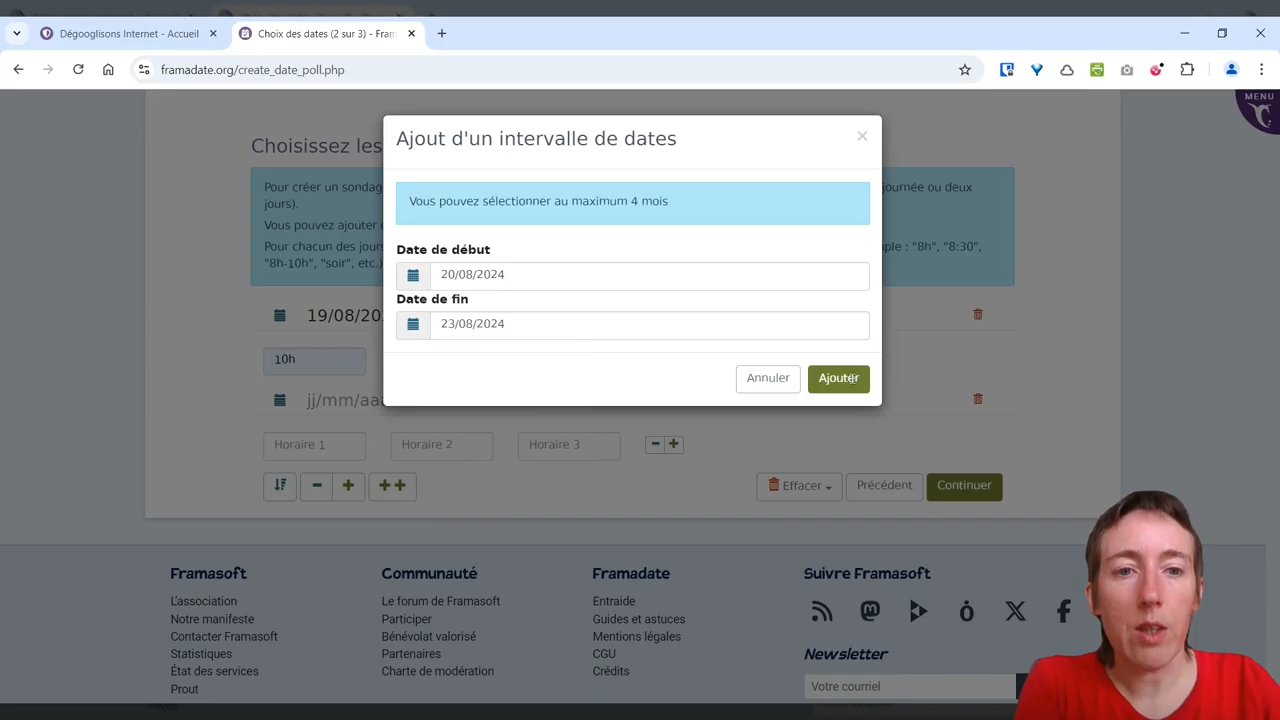 Dégooglisons Internet - Accueil
Choix des dates (2 sur 3) - Fram
framadate.org/create_date_poll.php
MENU
Ajout d'un intervalle de dates
Choisissez les
Vous pouvez sélectionner au maximum 4 mois
Pour créer un sondag
journée ou deux
jours).
Vous pouvez ajouter
Pour chacun des jours
ple : "8h", "8:30",
"8h-10h", "soir", etc.)
Date de début
20/08/2024
Date de fin
19/08/20
23/08/2024
10h
Annuler
Ajouter
jj/mm/aaa
Horaire 1
Horaire 2
Horaire 3
Effacer
Précédent
Continuer
Framasoft
Communauté
Framadate
Suivre Framasoft
L'association
Le forum de Framasoft
Entraide
Notre manifeste
Participer
Guides et astuces
Contacter Framasoft
Bénévolat valorisé
Mentions légales
Statistiques
Partenaires
CGU
Newsletter
État des services
Charte de modération
Crédits
Prout
Votre courriel